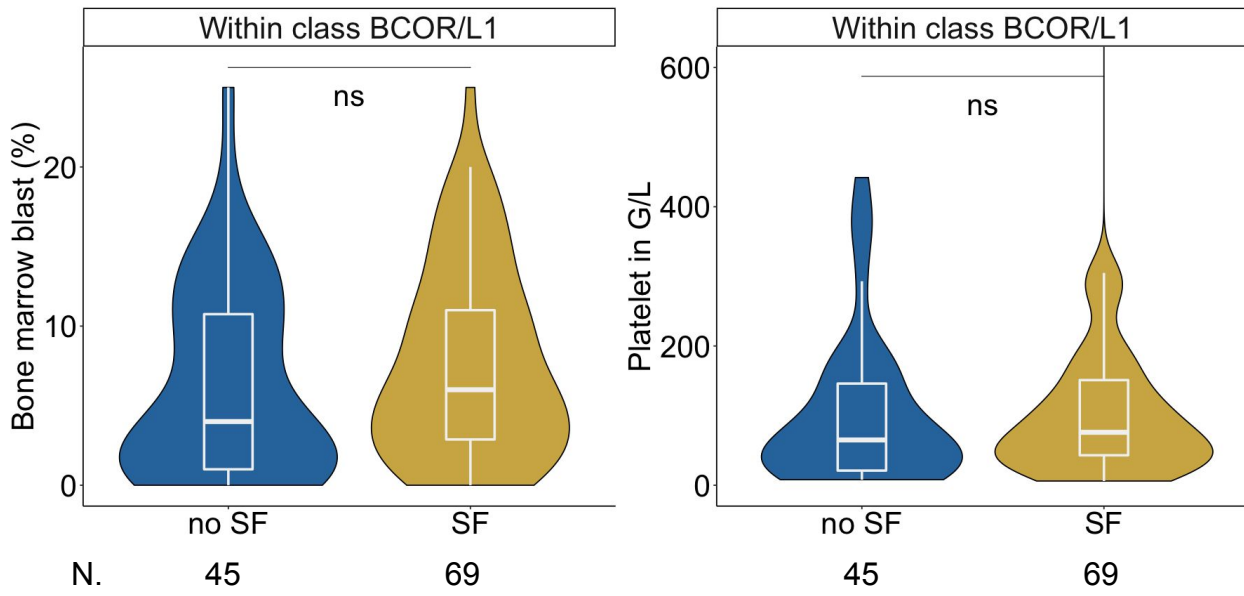 Within class BCOR/L1
Bone marrow blast (%)
20
10
0
ns
no SF SF
N. 45 69
Within class BCOR/L1
Platelet in G/L
600
400
200
0
ns
no SF SF
45 69